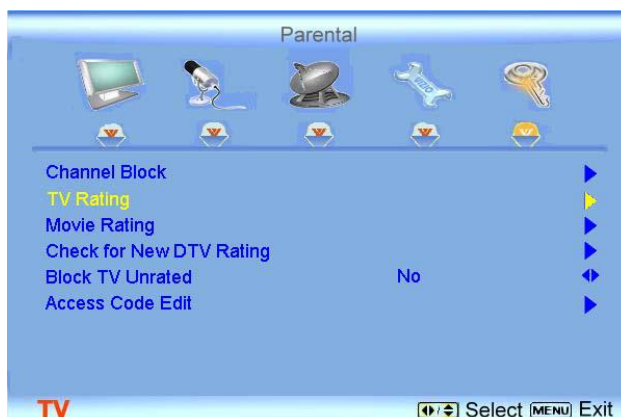 Parental
VIZIO
Channel Block
TV Rating
Movie Rating
Check for New DTV Rating
Block TV Unrated No
Access Code Edit
TV Select MENU Exit